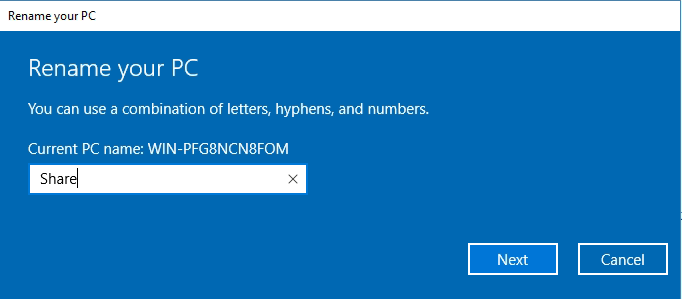 Rename your PC
Rename your PC
You can use a combination of letters, hyphens, and numbers.
Current PC name: WIN-PFG8NCN8FOM
Share
Next
Cancel